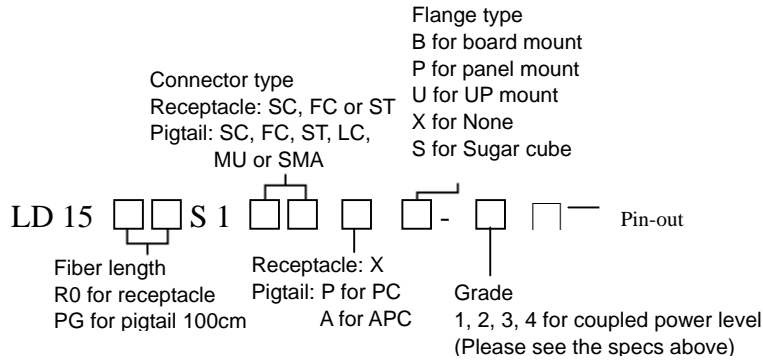 Flange type
B for board mount
P for panel mount
U for UP mount
X for None
S for Sugar cube
Connector type
Receptacle: SC, FC or ST
Pigtail: SC, FC, ST, LC,
MU or SMA
LD 15 □□ S 1 □□ □ □ - □ □ Pin-out
Fiber length
R0 for receptacle
PG for pigtail 100cm
Receptacle: X
Pigtail: P for PC
A for APC
Grade
1, 2, 3, 4 for coupled power level
(Please see the specs above)